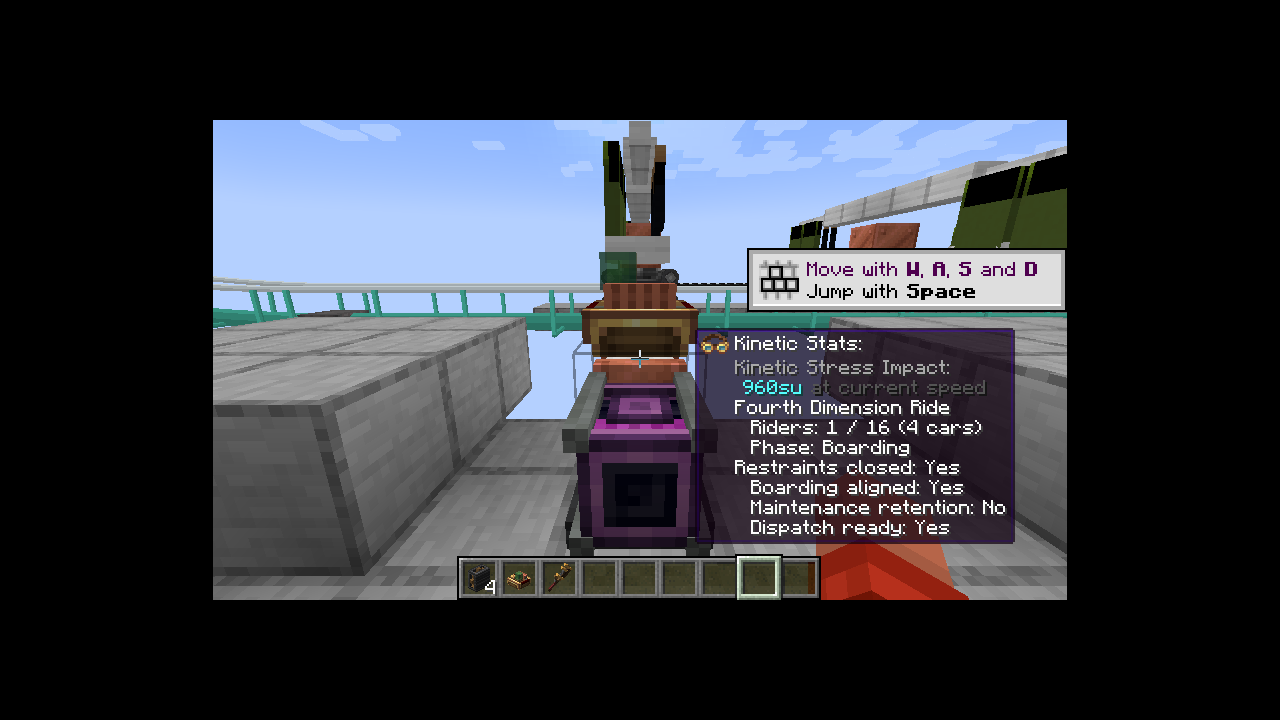 Move with W, A, S and D
Jump with Space
Kinetic Stats:
Kinetic Stress Impact:
960su at current speed
Fourth Dimension Ride
Riders: 1 / 16 (4 cars)
Phase: Boarding
Restraints closed: Yes
Boarding aligned: Yes
Maintenance retention: No
Dispatch ready: Yes
4